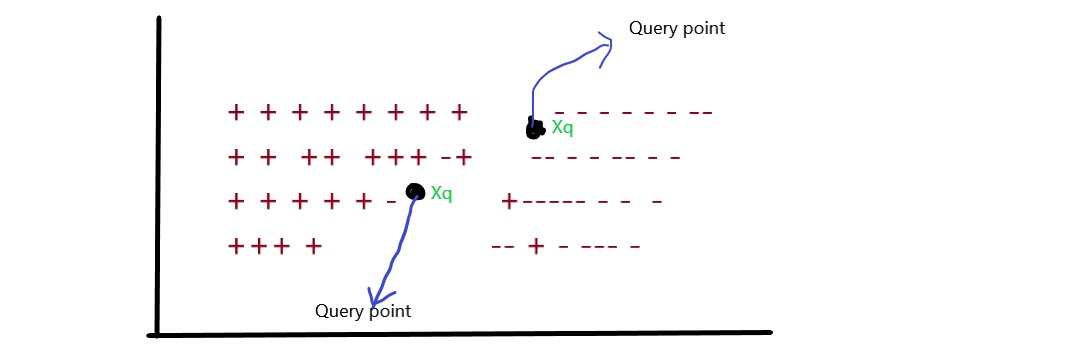 Query point
+ + + + + + + + - - - - - - --
Xq
+ + ++ +++ -+ -- - - -- - -
+ + + + + - Xq +----- - - -
+++ + -- + - --- -
Query point